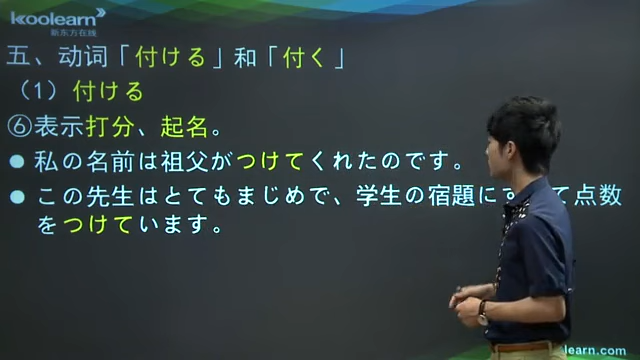 Koolearn
新东方在线
五、动词「付ける」和「付く」
（1）付ける
⑥表示打分、起名。
● 私の名前は祖父がつけてくれたのです。
● この先生はとてもまじめで、学生の宿題にす て点数
をつけています。
learn.com